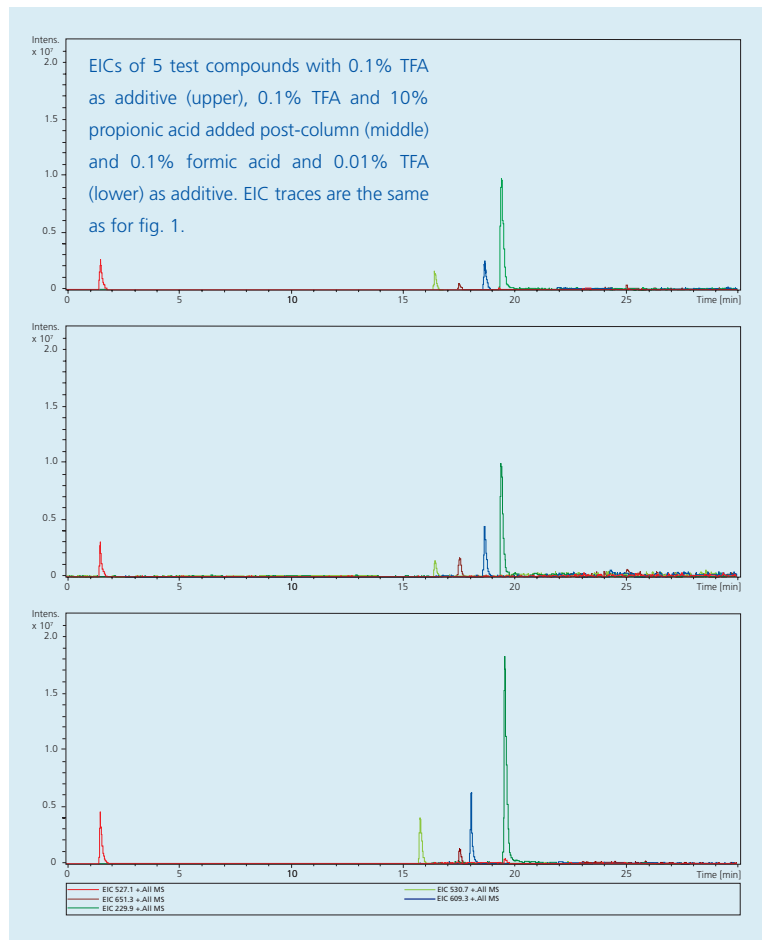 Intens.
x 10⁷
2.0
1.5
1.0
0.5
0
EICs of 5 test compounds with 0.1% TFA
as additive (upper), 0.1% TFA and 10%
propionic acid added post-column (middle)
and 0.1% formic acid and 0.01% TFA
(lower) as additive. EIC traces are the same
as for fig. 1.
0 5 10 15 20 25 Time [min]
Intens.
x 10⁷
2.0
1.5
1.0
0.5
0
0 5 10 15 20 25 Time [min]
Intens.
x 10⁷
2.0
1.5
1.0
0.5
0
0 5 10 15 20 25 Time [min]
EIC 527.1 +.All MS EIC 530.7 +.All MS
EIC 651.3 +.All MS EIC 609.3 +.All MS
EIC 229.9 +.All MS